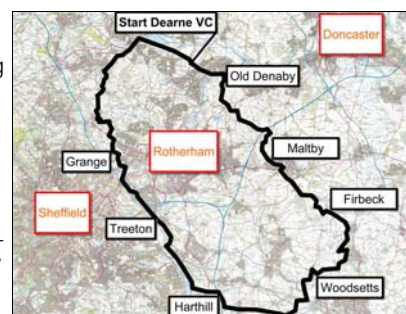 Start Dearne VC
Doncaster
Old Denaby
Maltby
Rotherham
Grange
Firbeck
Sheffield
Treeton
Woodsetts
Harthill